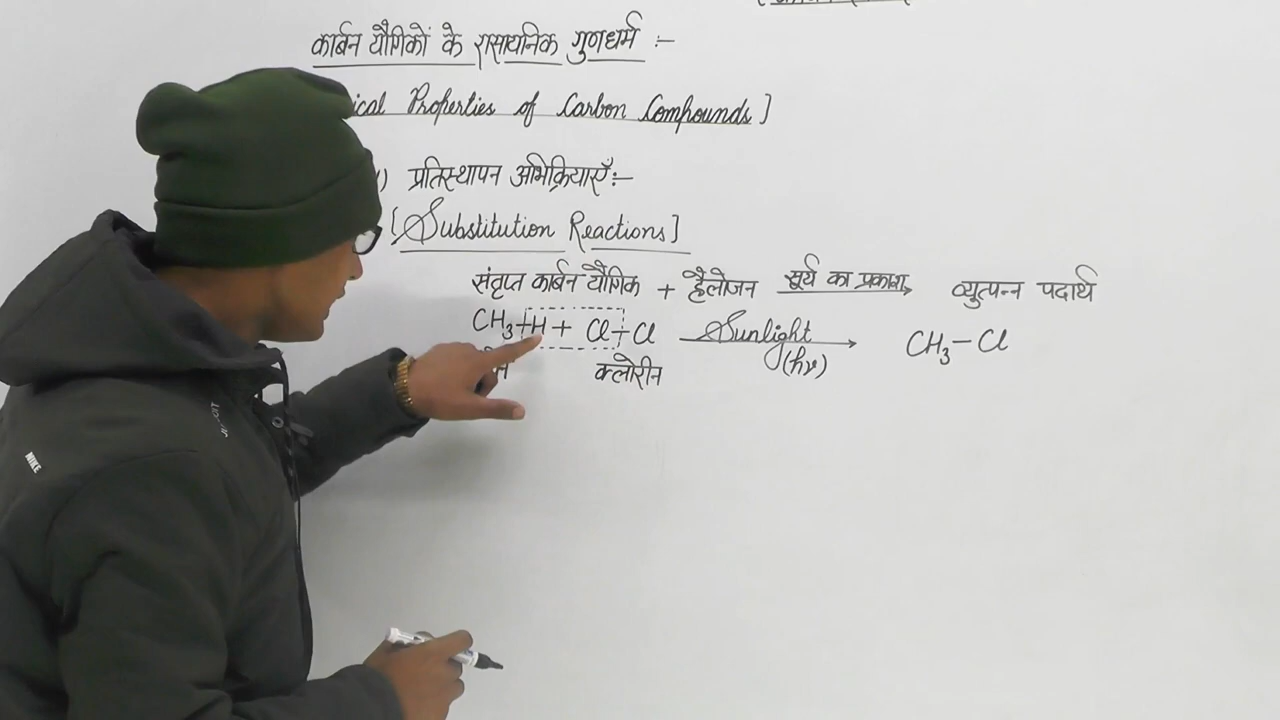 कार्बन यौगिकों के रासायनिक गुणधर्म :-
ical Properties of Carbon Compounds]
) प्रतिस्थापन अभिक्रियाएँ:-
[Substitution Reactions]
संतृप्त कार्बन यौगिक + हैलोजन सूर्य का प्रकाश व्युत्पन्न पदार्थ
CH₃-H + Cl-Cl Sunlight (hν) → CH₃-Cl
क्लोरीन
NIKE